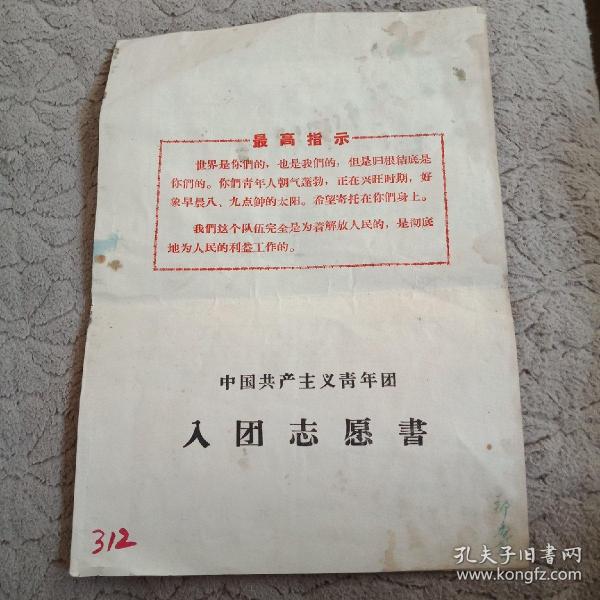 最高指示
世界是你們的，也是我們的，但是归根結底是
你們的。你們青年人朝气蓬勃，正在兴旺时期，好
象早晨八、九点鈡的太阳。希望寄托在你們身上。
我們这个队伍完全是为着解放人民的，是彻底
地为人民的利益工作的。
中国共产主义青年团
入团志愿書
312
孔夫子旧書网
www.kongfz.com